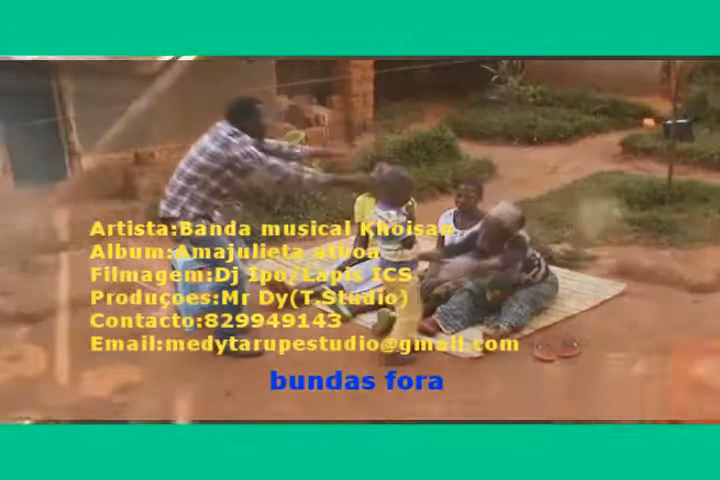 Artista:Banda musical Khoisan
Album:Amajulieta athoa
Filmagem:Dj Ipo/Lapis ICS
Produçoes:Mr Dy(T.Studio)
Contacto:829949143
Email:medytarupestudio@gmail.com
bundas fora